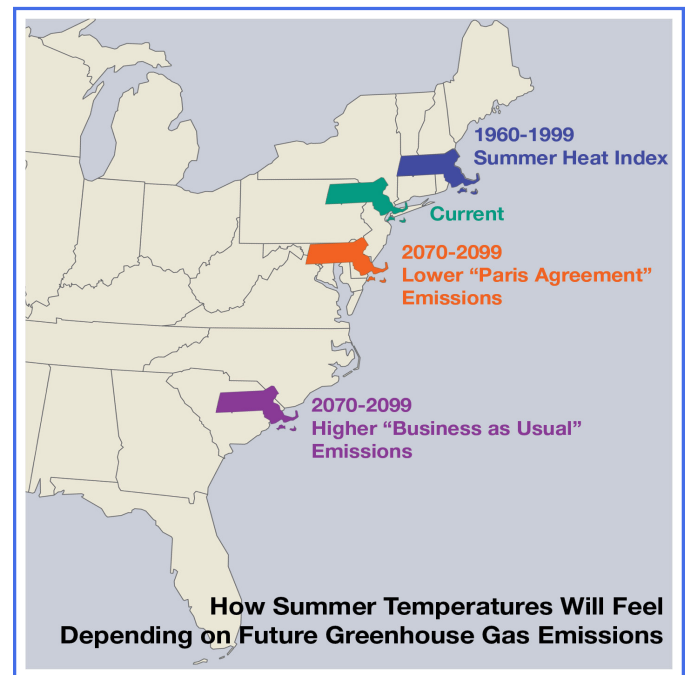 1960-1999
Summer Heat Index
Current
2070-2099
Lower “Paris Agreement”
Emissions
2070-2099
Higher “Business as Usual”
Emissions
How Summer Temperatures Will Feel
Depending on Future Greenhouse Gas Emissions